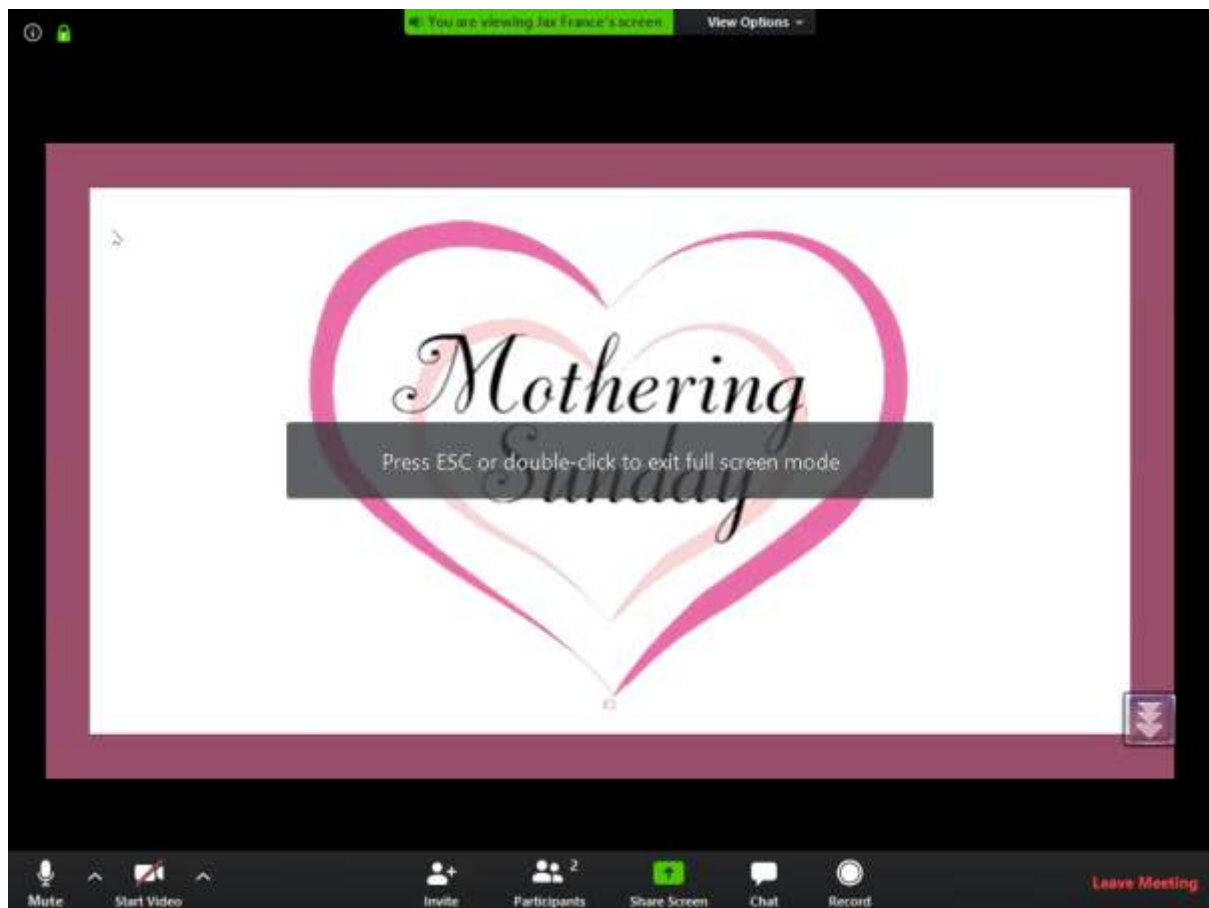 You are viewing Jax France's screen View Options
Mothering
Sunday
Press ESC or double-click to exit full screen mode
2
Mute Start Video Invite Participants Share Screen Chat Record Leave Meeting